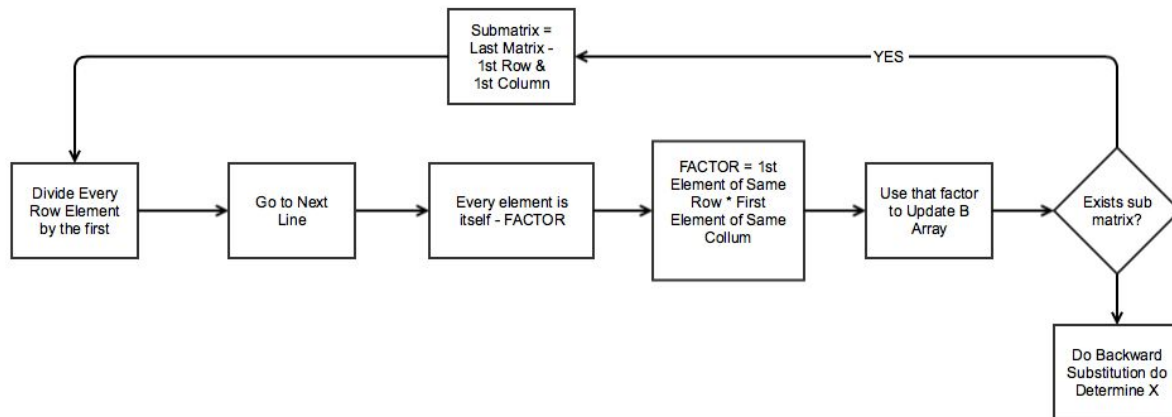 Submatrix =
Last Matrix -
1st Row &
1st Column
YES
Divide Every
Row Element
by the first
Go to Next
Line
Every element is
itself - FACTOR
FACTOR = 1st
Element of Same
Row * First
Element of Same
Collum
Use that factor
to Update B
Array
Exists sub
matrix?
Do Backward
Substitution do
Determine X